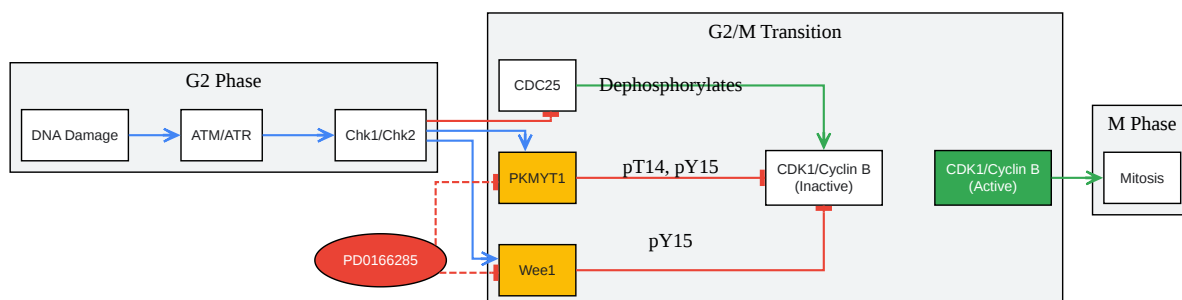 G2/M Transition
G2 Phase
CDC25
Dephosphorylates
DNA Damage
ATM/ATR
Chk1/Chk2
M Phase
PKMYT1
pT14, pY15
CDK1/Cyclin B
(Inactive)
CDK1/Cyclin B
(Active)
Mitosis
PD0166285
Wee1
pY15